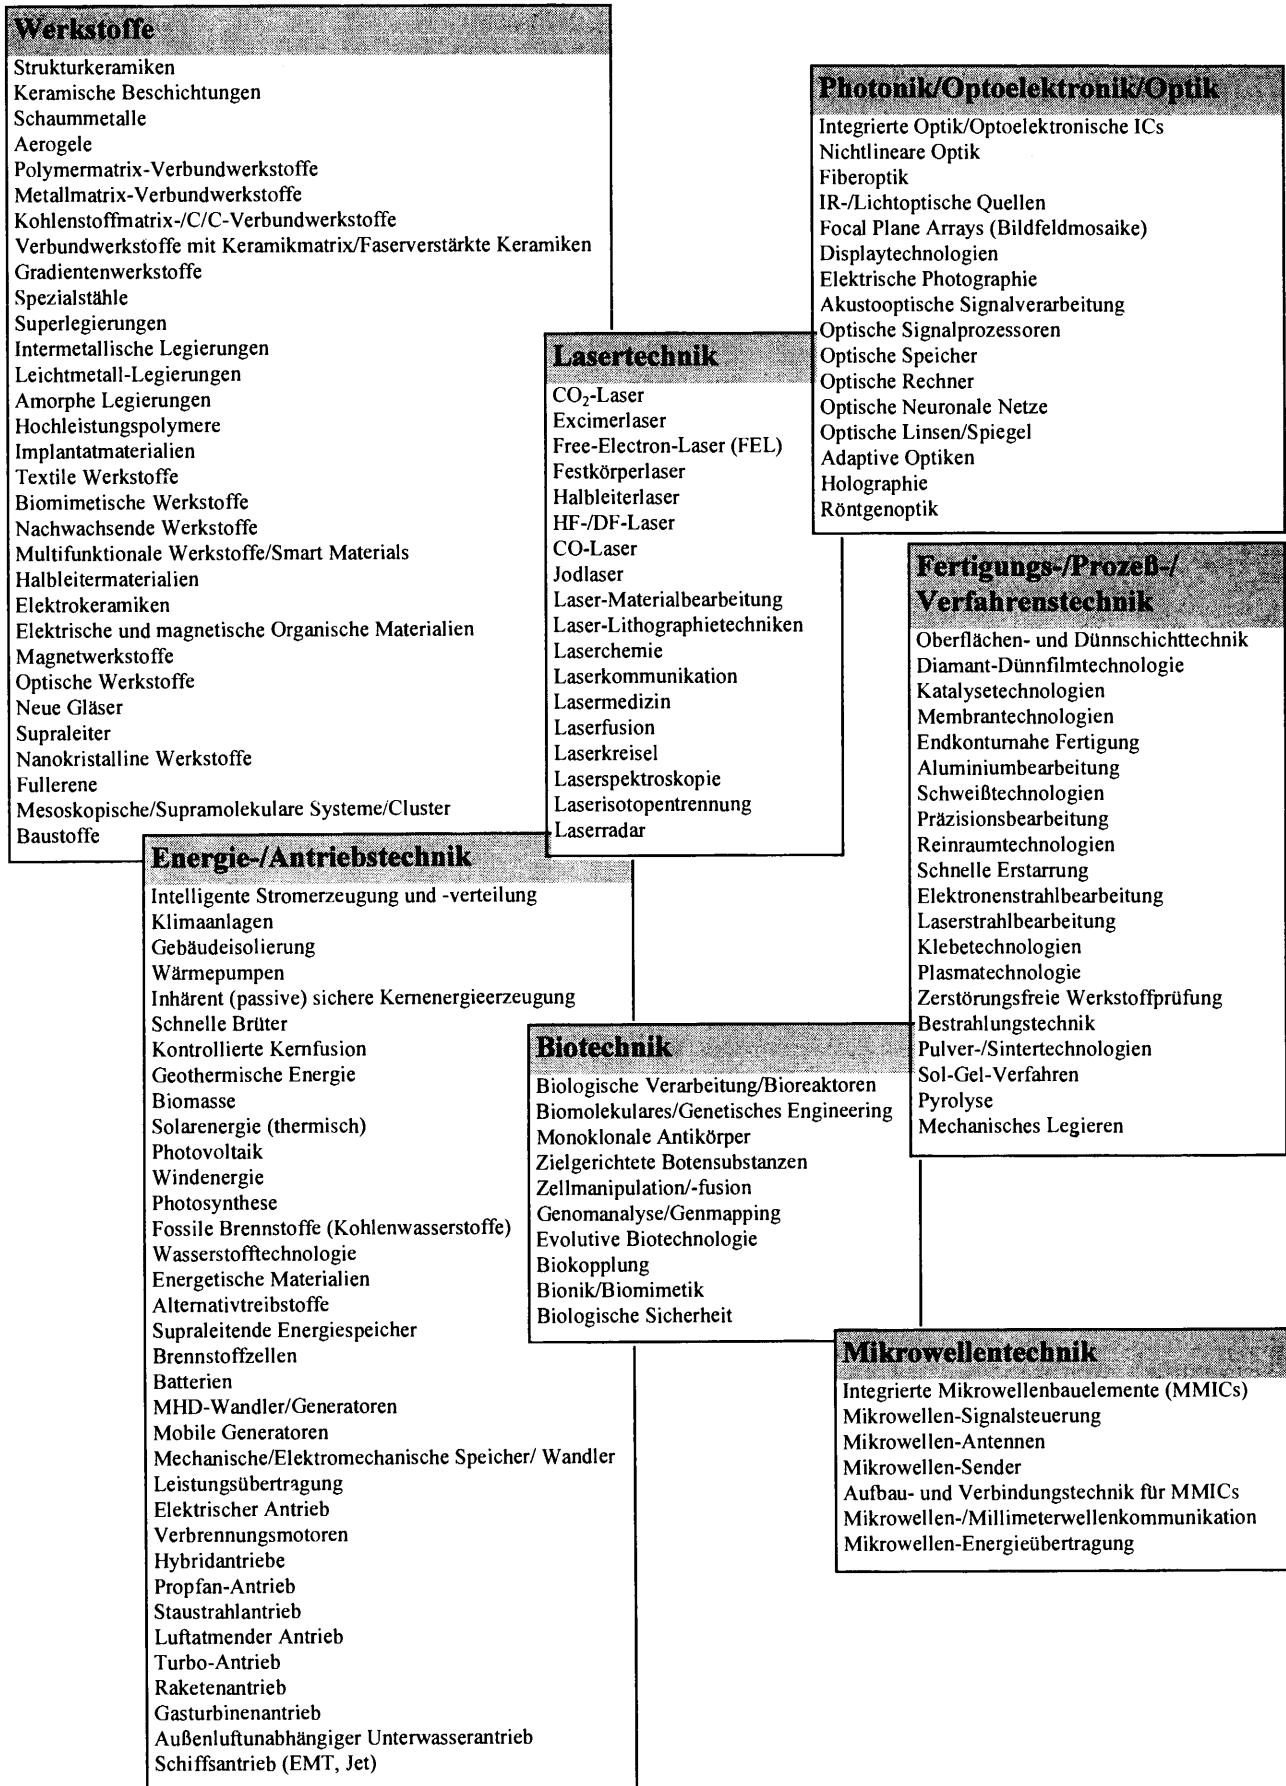 Werkstoffe
Strukturkeramiken
Keramische Beschichtungen
Schaummetalle
Aerogele
Polymermatrix-Verbundwerkstoffe
Metallmatrix-Verbundwerkstoffe
Kohlenstoffmatrix-/C/C-Verbundwerkstoffe
Verbundwerkstoffe mit Keramikmatrix/Faserverstärkte Keramiken
Gradientenwerkstoffe
Spezialstähle
Superlegierungen
Intermetallische Legierungen
Leichtmetall-Legierungen
Amorphe Legierungen
Hochleistungspolymere
Implantatmaterialien
Textile Werkstoffe
Biomimetische Werkstoffe
Nachwachsende Werkstoffe
Multifunktionale Werkstoffe/Smart Materials
Halbleitermaterialien
Elektrokeramiken
Elektrische und magnetische Organische Materialien
Magnetwerkstoffe
Optische Werkstoffe
Neue Gläser
Supraleiter
Nanokristalline Werkstoffe
Fullerene
Mesoskopische/Supramolekulare Systeme/Cluster
Baustoffe
Photonik/Optoelektronik/Optik
Integrierte Optik/Optoelektronische ICs
Nichtlineare Optik
Fiberoptik
IR-/Lichtoptische Quellen
Focal Plane Arrays (Bildfeldmosaike)
Displaytechnologien
Elektrische Photographie
Akustooptische Signalverarbeitung
Optische Signalprozessoren
Optische Speicher
Optische Rechner
Optische Neuronale Netze
Optische Linsen/Spiegel
Adaptive Optiken
Holographie
Röntgenoptik
Lasertechnik
CO₂-Laser
Excimerlaser
Free-Electron-Laser (FEL)
Festkörperlaser
Halbleiterlaser
HF-/DF-Laser
CO-Laser
Jodlaser
Laser-Materialbearbeitung
Laser-Lithographietechniken
Laserchemie
Laserkommunikation
Lasermedizin
Laserfusion
Laserkreisel
Laserspektroskopie
Laserisotopentrennung
Laserradar
Fertigungs-/Prozeß-/
Verfahrenstechnik
Oberflächen- und Dünnschichttechnik
Diamant-Dünnfilmtechnologie
Katalysetechnologien
Membrantechnologien
Endkonturnahe Fertigung
Aluminiumbearbeitung
Schweißtechnologien
Präzisionsbearbeitung
Reinraumtechnologien
Schnelle Erstarrung
Elektronenstrahlbearbeitung
Laserstrahlbearbeitung
Klebetechnologien
Plasmatechnologie
Zerstörungsfreie Werkstoffprüfung
Bestrahlungstechnik
Pulver-/Sintertechnologien
Sol-Gel-Verfahren
Pyrolyse
Mechanisches Legieren
Energie-/Antriebstechnik
Intelligente Stromerzeugung und -verteilung
Klimaanlagen
Gebäudeisolierung
Wärmepumpen
Inhärent (passive) sichere Kernenergieerzeugung
Schnelle Brüter
Kontrollierte Kernfusion
Geothermische Energie
Biomasse
Solarenergie (thermisch)
Photovoltaik
Windenergie
Photosynthese
Fossile Brennstoffe (Kohlenwasserstoffe)
Wasserstofftechnologie
Energetische Materialien
Alternativtreibstoffe
Supraleitende Energiespeicher
Brennstoffzellen
Batterien
MHD-Wandler/Generatoren
Mobile Generatoren
Mechanische/Elektromechanische Speicher/ Wandler
Leistungsübertragung
Elektrischer Antrieb
Verbrennungsmotoren
Hybridantriebe
Propfan-Antrieb
Staustrahlantrieb
Luftatmender Antrieb
Turbo-Antrieb
Raketenantrieb
Gasturbinenantrieb
Außenluftunabhängiger Unterwasserantrieb
Schiffsantrieb (EMT, Jet)
Biotechnik
Biologische Verarbeitung/Bioreaktoren
Biomolekulares/Genetisches Engineering
Monoklonale Antikörper
Zielgerichtete Botensubstanzen
Zellmanipulation/-fusion
Genomanalyse/Genmapping
Evolutive Biotechnologie
Biokopplung
Bionik/Biomimetik
Biologische Sicherheit
Mikrowellentechnik
Integrierte Mikrowellenbauelemente (MMICs)
Mikrowellen-Signalsteuerung
Mikrowellen-Antennen
Mikrowellen-Sender
Aufbau- und Verbindungstechnik für MMICs
Mikrowellen-/Millimeterwellenkommunikation
Mikrowellen-Energieübertragung